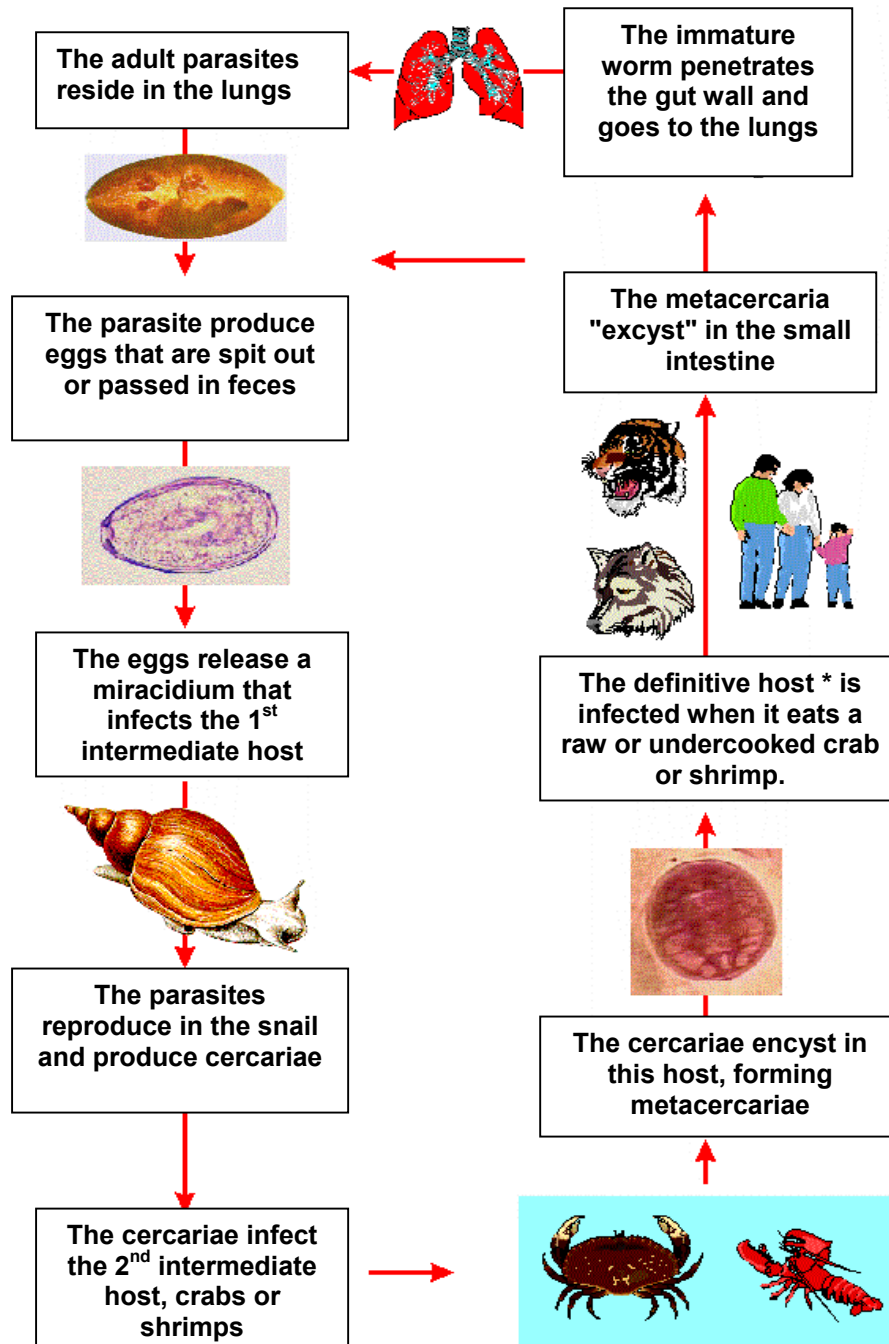 The adult parasites
reside in the lungs
The immature
worm penetrates
the gut wall and
goes to the lungs
The parasite produce
eggs that are spit out
or passed in feces
The metacercaria
"excyst" in the small
intestine
The eggs release a
miracidium that
infects the 1st
intermediate host
The definitive host * is
infected when it eats a
raw or undercooked crab
or shrimp.
The parasites
reproduce in the snail
and produce cercariae
The cercariae encyst in
this host, forming
metacercariae
The cercariae infect
the 2nd intermediate
host, crabs or
shrimps